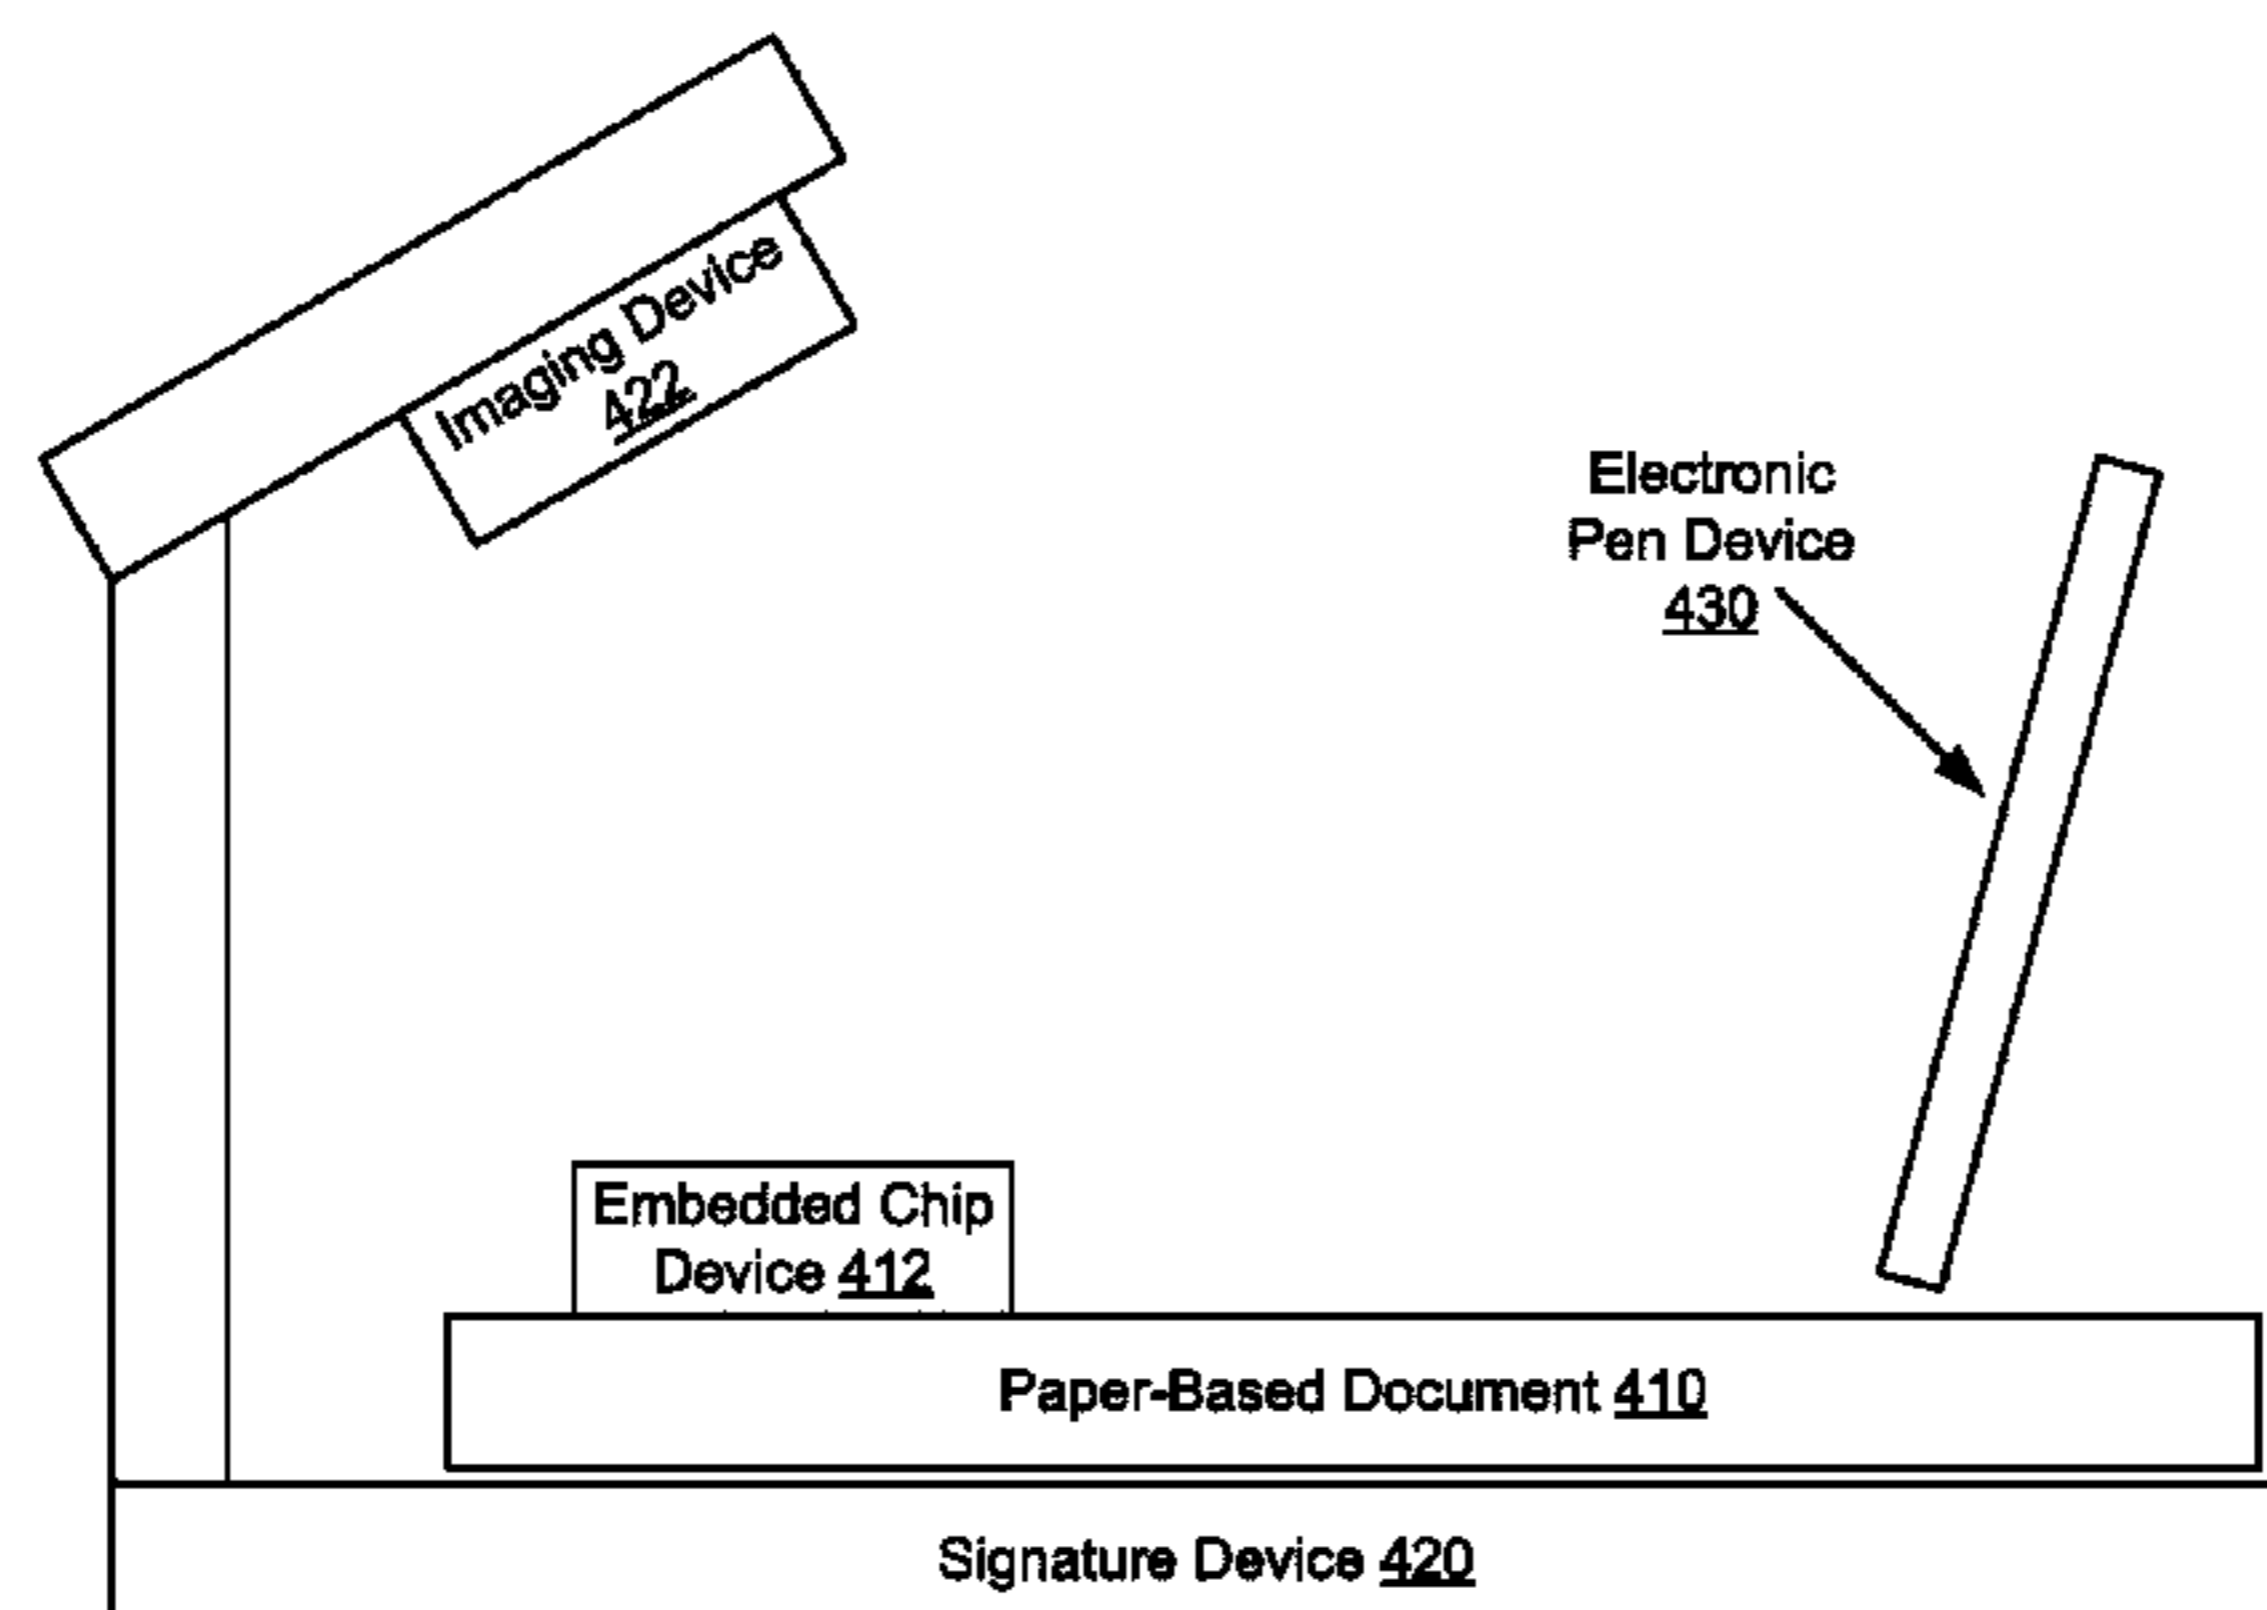 Imaging Device
422
Electronic
Pen Device
430
Embedded Chip
Device 412
Paper-Based Document 410
Signature Device 420